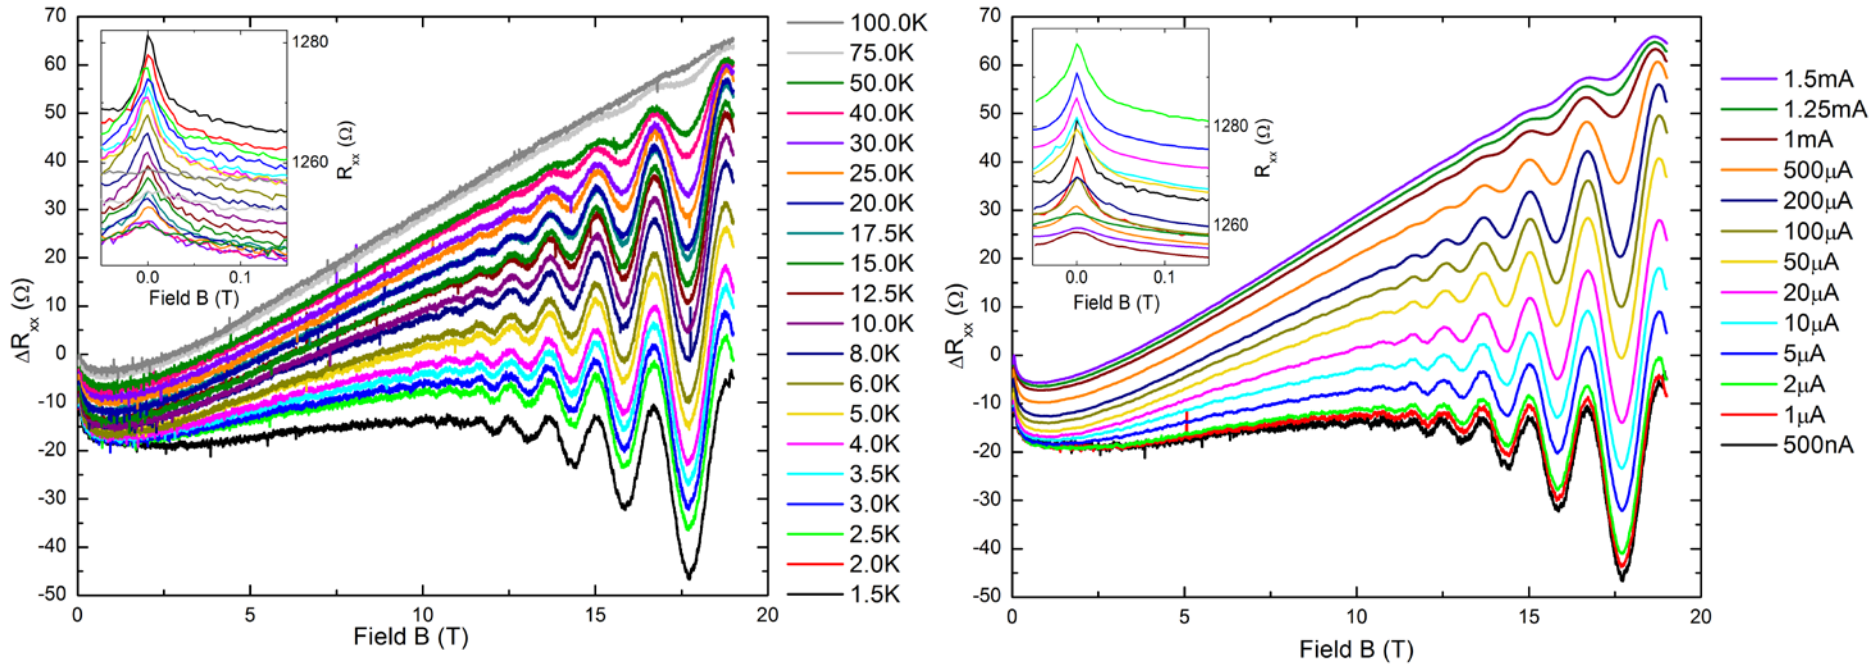 70
60
50
40
30
20
10
0
-10
-20
-30
-40
-50
ΔRxx (Ω)
0
5
10
15
20
Field B (T)
1280
1260
Rxx (Ω)
0.0
0.1
Field B (T)
100.0K
75.0K
50.0K
40.0K
30.0K
25.0K
20.0K
17.5K
15.0K
12.5K
10.0K
8.0K
6.0K
5.0K
4.0K
3.5K
3.0K
2.5K
2.0K
1.5K
70
60
50
40
30
20
10
0
-10
-20
-30
-40
-50
ΔRxx (Ω)
0
5
10
15
20
Field B (T)
1280
1260
Rxx (Ω)
0.0
0.1
Field B (T)
1.5mA
1.25mA
1mA
500μA
200μA
100μA
50μA
20μA
10μA
5μA
2μA
1μA
500nA